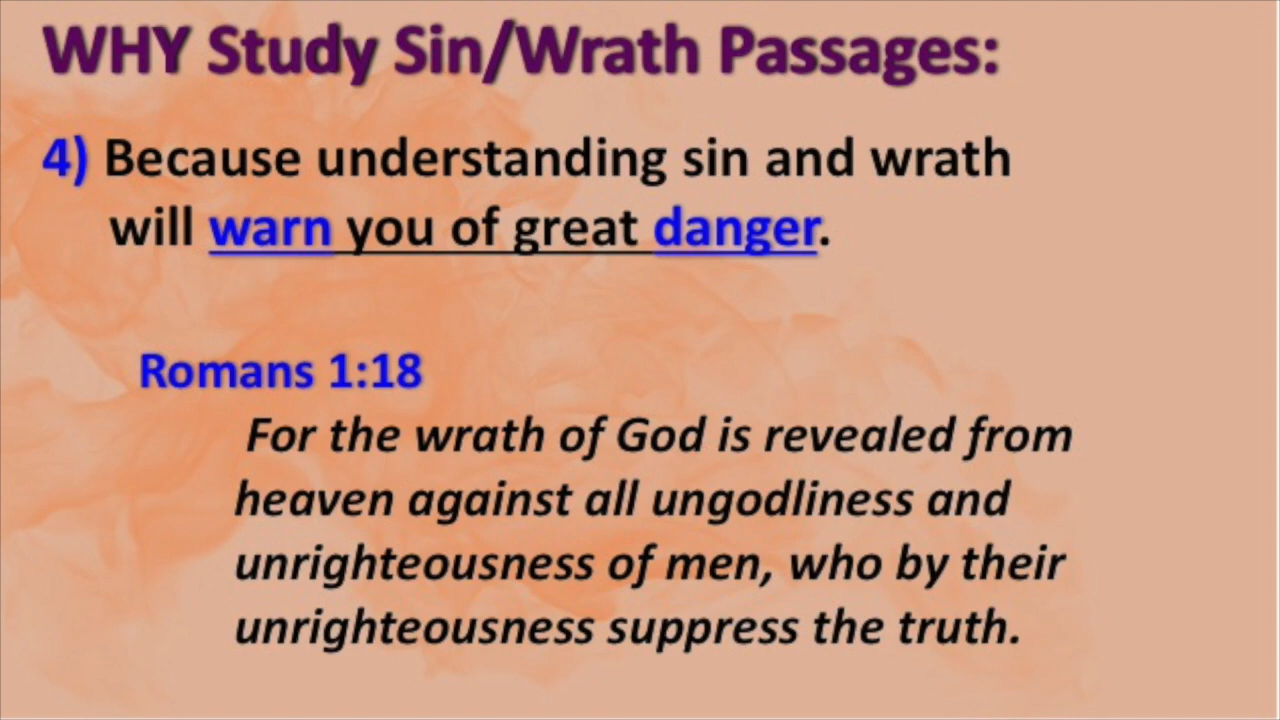 WHY Study Sin/Wrath Passages:
4) Because understanding sin and wrath
will warn you of great danger.
Romans 1:18
For the wrath of God is revealed from
heaven against all ungodliness and
unrighteousness of men, who by their
unrighteousness suppress the truth.